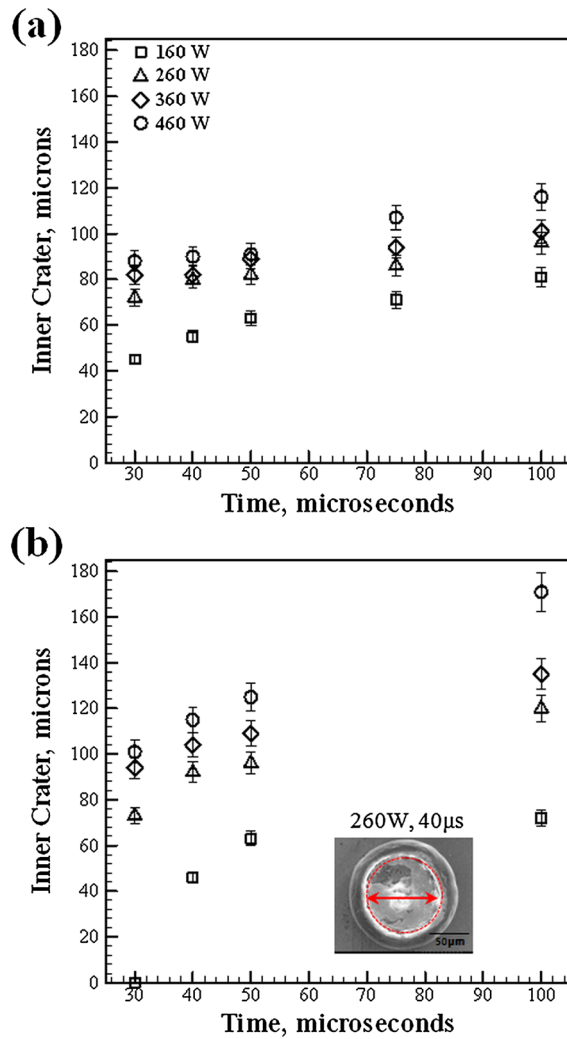 (a)
180
160
140
120
100
80
60
40
20
0
160 W
260 W
360 W
460 W
Inner Crater, microns
30 40 50 60 70 80 90 100
Time, microseconds
(b)
180
160
140
120
100
80
60
40
20
0
Inner Crater, microns
260W, 40µs
50µm
30 40 50 60 70 80 90 100
Time, microseconds